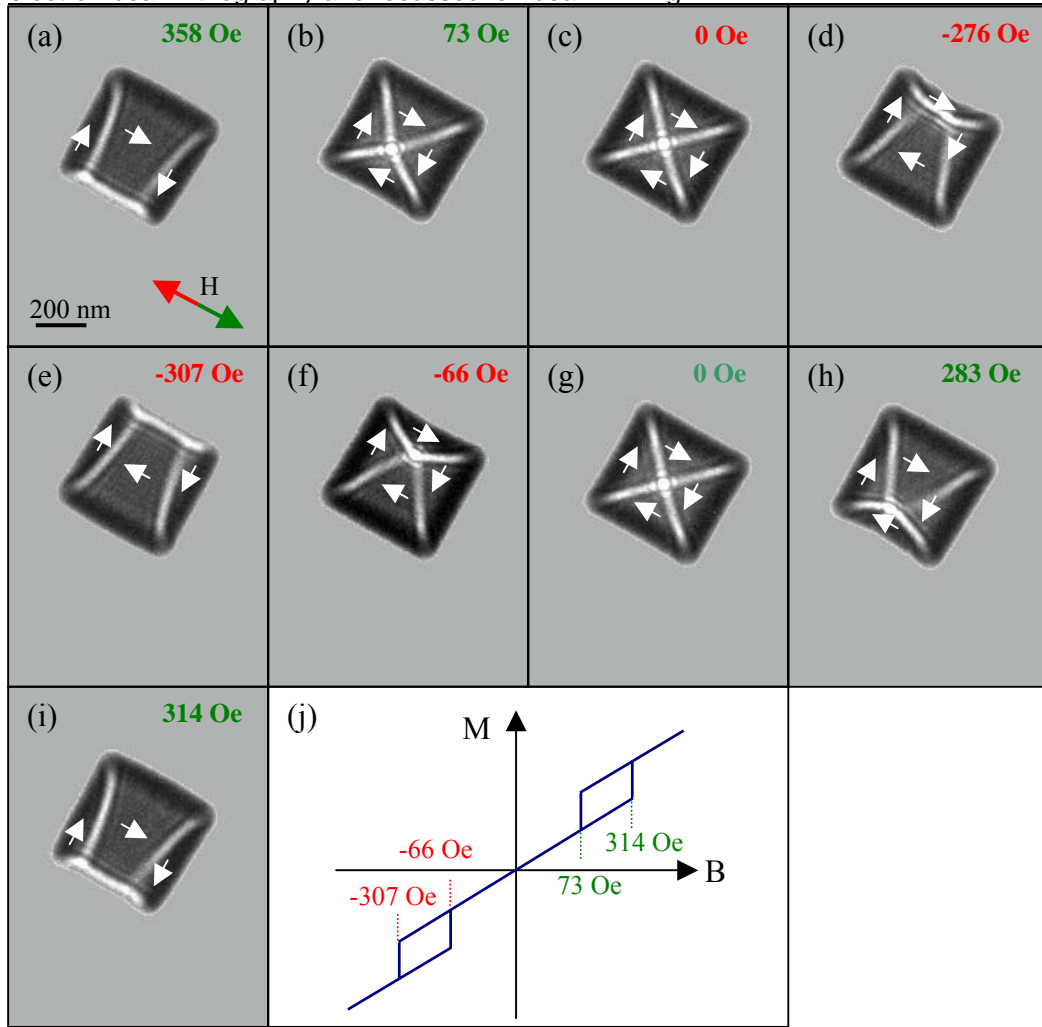 (a) 358 Oe (b) 73 Oe (c) 0 Oe (d) -276 Oe
H
200 nm
(e) -307 Oe (f) -66 Oe (g) 0 Oe (h) 283 Oe
(i) 314 Oe (j)
M
-66 Oe 314 Oe
B
73 Oe
-307 Oe